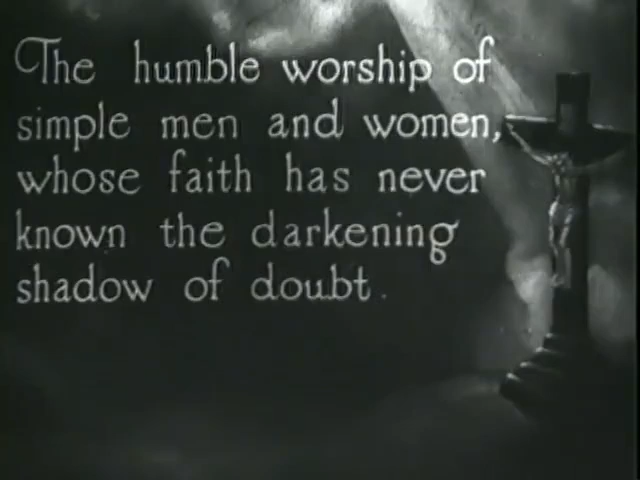 The humble worship of
simple men and women,
whose faith has never
known the darkening
shadow of doubt.